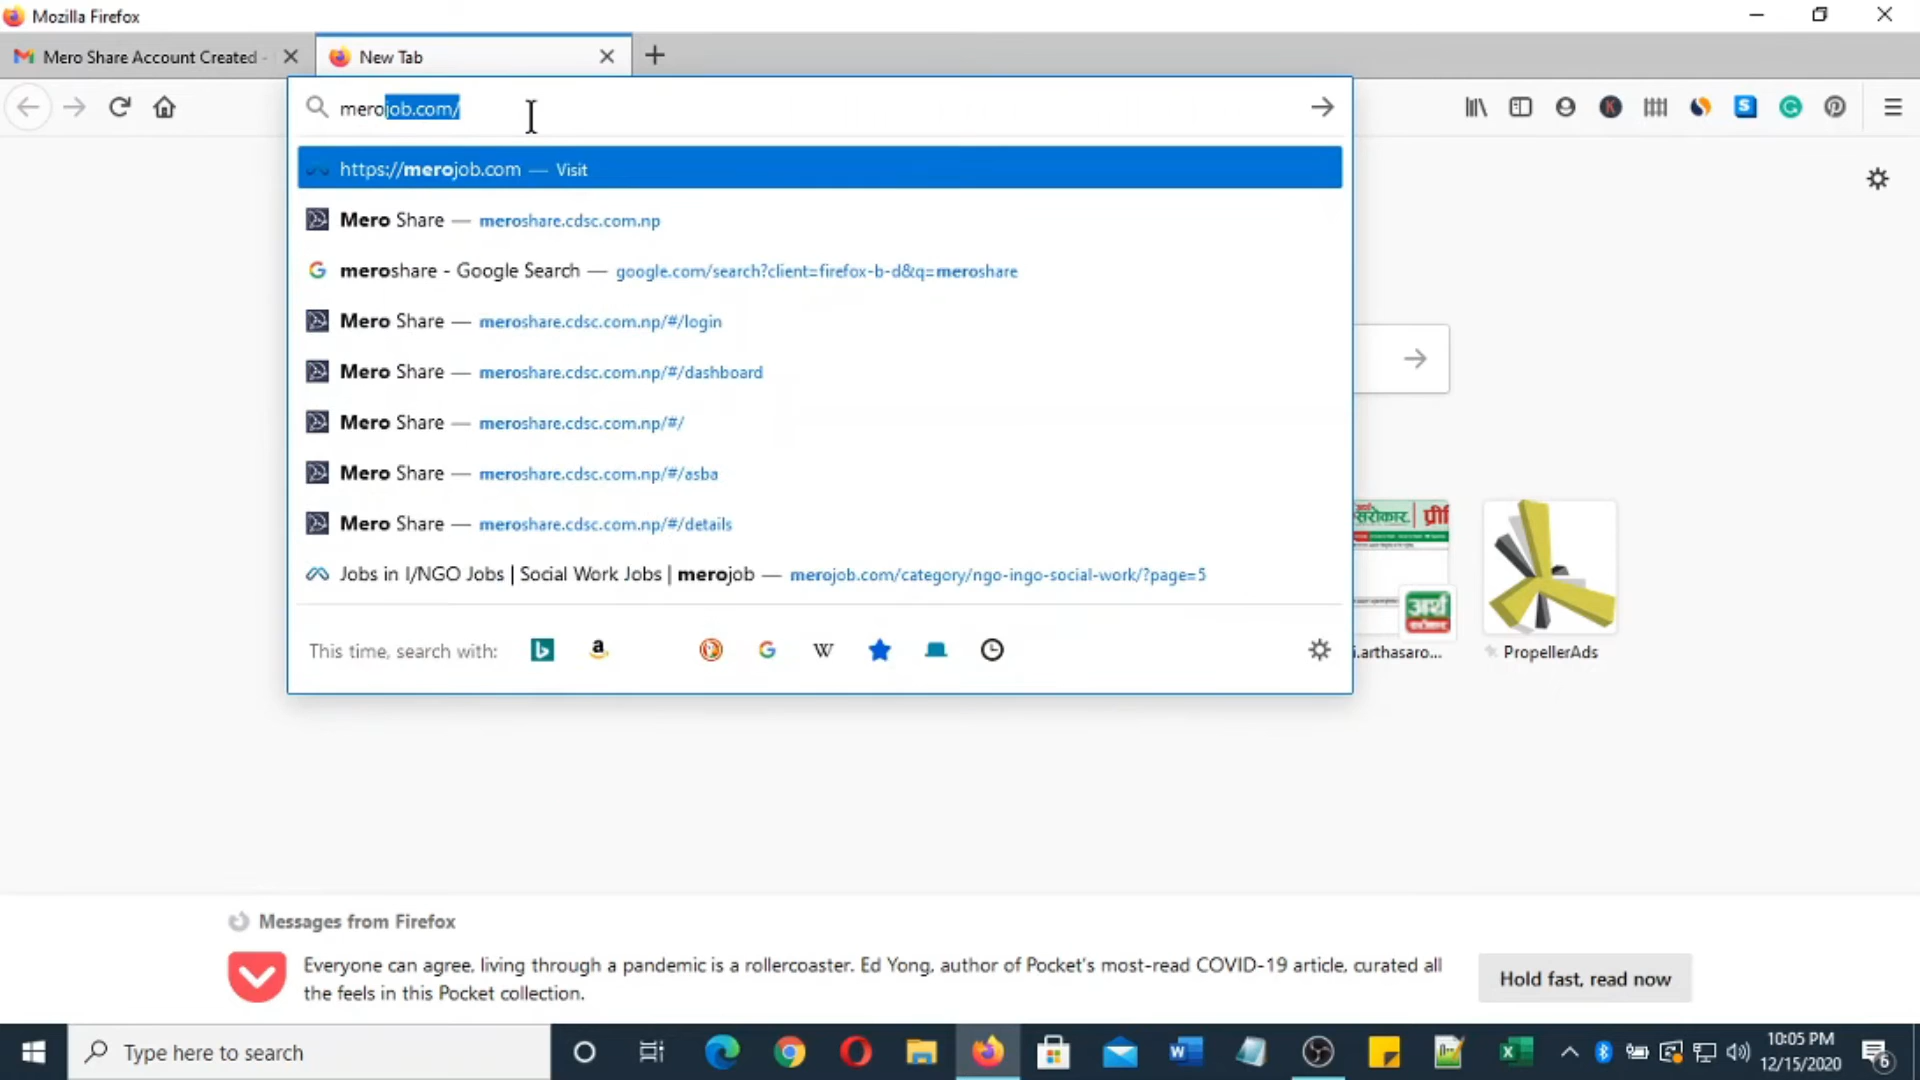 Mozilla Firefox
Mero Share Account Created -
New Tab
merojob.com/
https://merojob.com — Visit
Mero Share — meroshare.cdsc.com.np
meroshare - Google Search — google.com/search?client=firefox-b-d&q=meroshare
Mero Share — meroshare.cdsc.com.np/#/login
Mero Share — meroshare.cdsc.com.np/#/dashboard
Mero Share — meroshare.cdsc.com.np/#/
Mero Share — meroshare.cdsc.com.np/#/asba
Mero Share — meroshare.cdsc.com.np/#/details
Jobs in I/NGO Jobs | Social Work Jobs | merojob — merojob.com/category/ngo-ingo-social-work/?page=5
This time, search with:
अर्थ
सरोकार
i.arthasaro...
PropellerAds
Messages from Firefox
Everyone can agree, living through a pandemic is a rollercoaster. Ed Yong, author of Pocket's most-read COVID-19 article, curated all
the feels in this Pocket collection.
Hold fast, read now
Type here to search
10:05 PM
12/15/2020
6